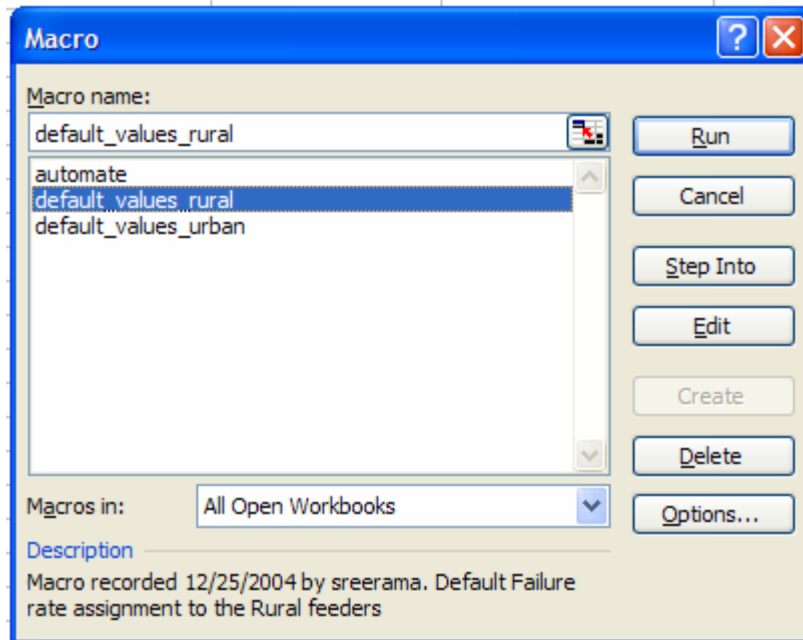 Macro
Macro name:
default_values_rural
Run
automate
default_values_rural
default_values_urban
Cancel
Step Into
Edit
Create
Delete
Macros in:
All Open Workbooks
Options...
Description
Macro recorded 12/25/2004 by sreerama. Default Failure
rate assignment to the Rural feeders